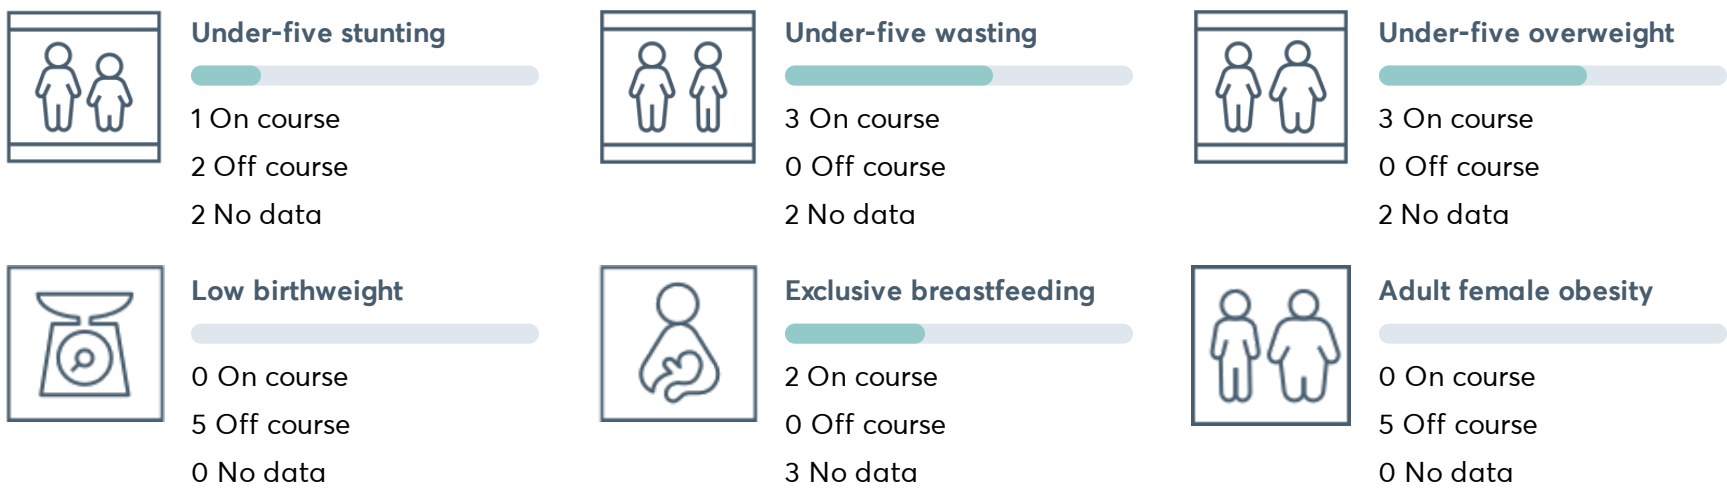 Under-five stunting
1 On course
2 Off course
2 No data
Under-five wasting
3 On course
0 Off course
2 No data
Under-five overweight
3 On course
0 Off course
2 No data
Low birthweight
0 On course
5 Off course
0 No data
Exclusive breastfeeding
2 On course
0 Off course
3 No data
Adult female obesity
0 On course
5 Off course
0 No data